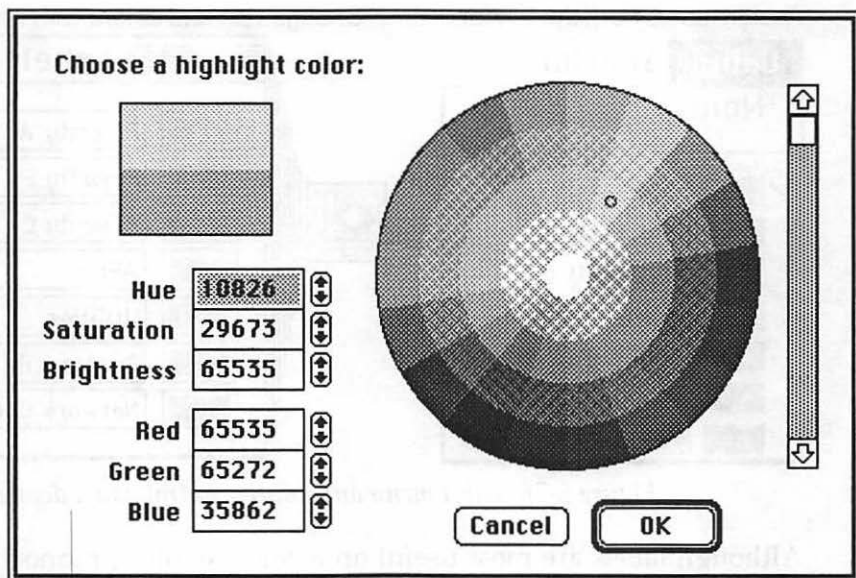 Choose a highlight color:
Hue 10826
Saturation 29673
Brightness 65535
Red 65535
Green 65272
Blue 35862
Cancel OK